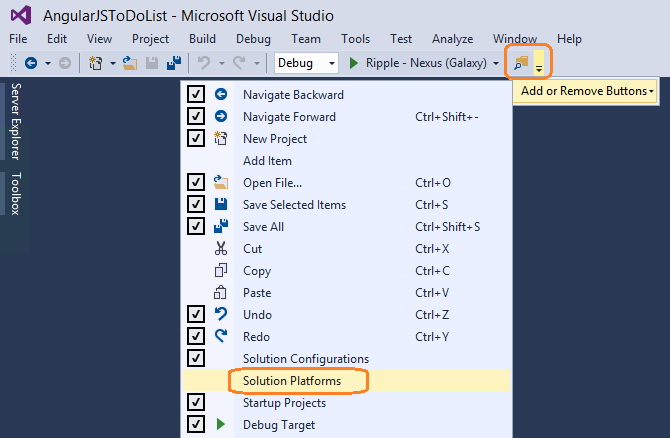 AngularJSToDoList - Microsoft Visual Studio
File Edit View Project Build Debug Team Tools Test Analyze Window Help
Debug Ripple - Nexus (Galaxy)
Add or Remove Buttons
Server Explorer
Toolbox
Navigate Backward
Navigate Forward Ctrl+Shift+-
New Project
Add Item
Open File... Ctrl+O
Save Selected Items Ctrl+S
Save All Ctrl+Shift+S
Cut Ctrl+X
Copy Ctrl+C
Paste Ctrl+V
Undo Ctrl+Z
Redo Ctrl+Y
Solution Configurations
Solution Platforms
Startup Projects
Debug Target